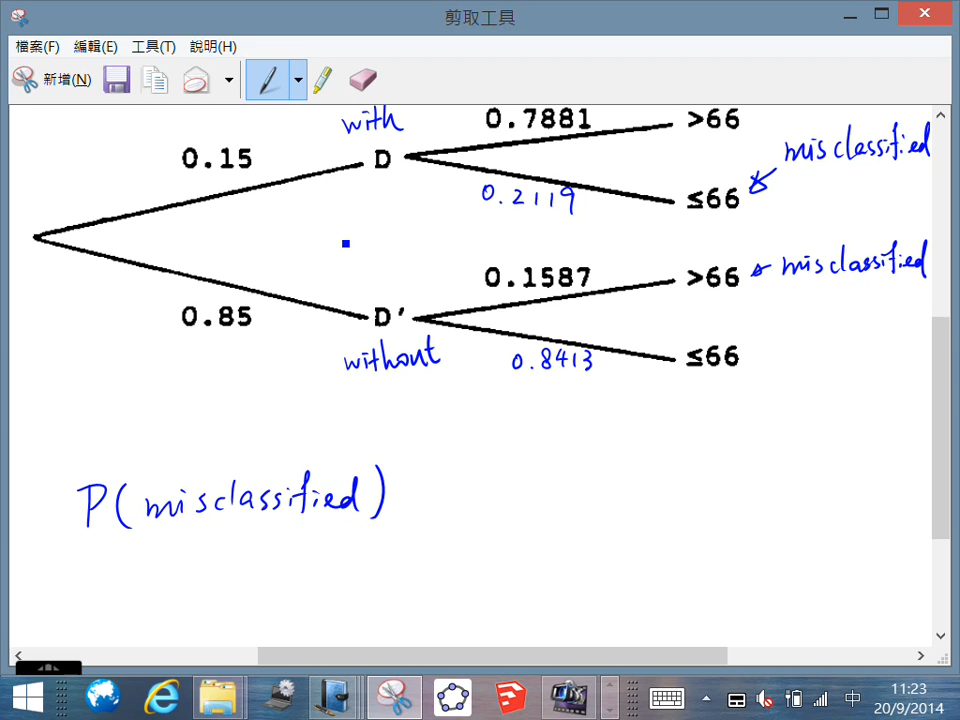 剪取工具
檔案(F) 編輯(E) 工具(T) 說明(H)
新增(N)
with 0.7881 >66
0.15 D misclassified
0.2119 ≤66
0.1587 >66 misclassified
0.85 D'
without 0.8413 ≤66
P(misclassified)
中 11:23
20/9/2014